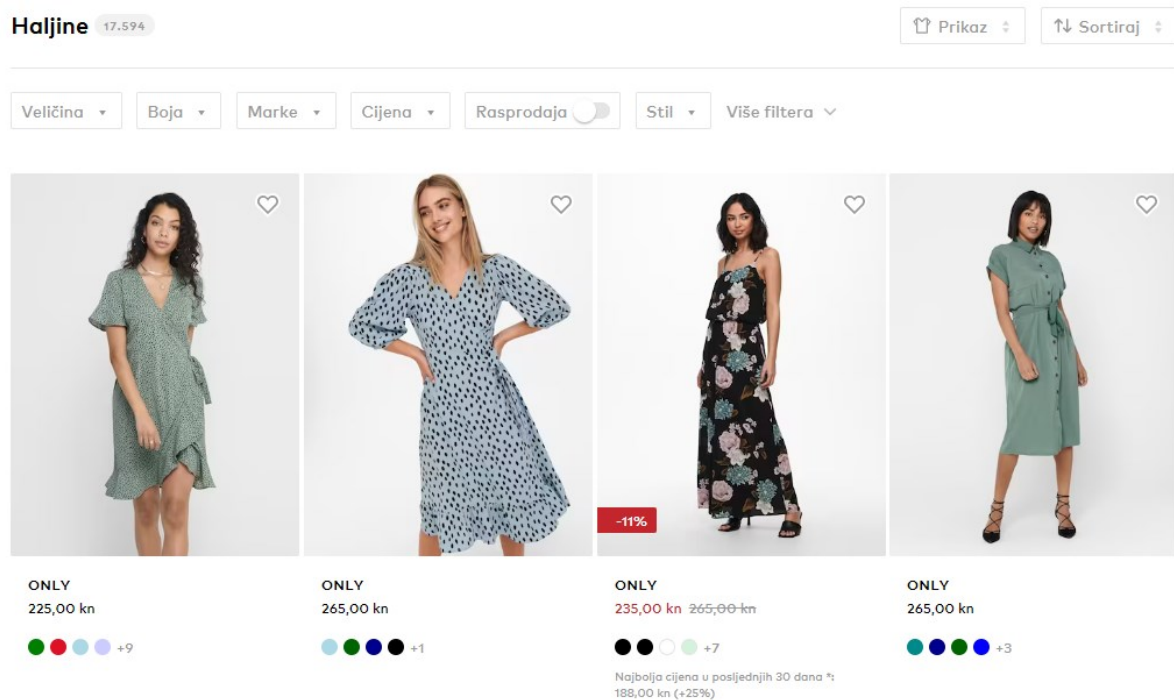 Haljine 17.594
Prikaz
Sortiraj
Veličina
Boja
Marke
Cijena
Rasprodaja
Stil
Više filtera
-11%
ONLY
225,00 kn
+9
ONLY
265,00 kn
+1
ONLY
235,00 kn 265,00 kn
+7
Najbolja cijena u posljednjih 30 dana *:
188,00 kn (+25%)
ONLY
265,00 kn
+3